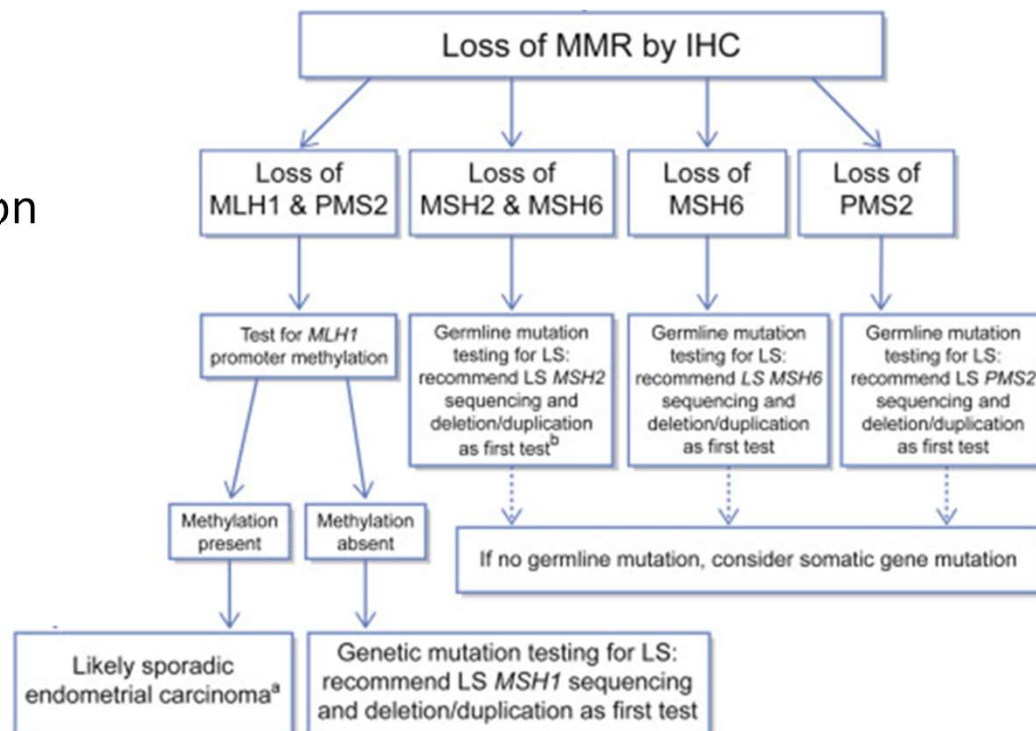 Loss of MMR by IHC
Loss of
MLH1 & PMS2
Loss of
MSH2 & MSH6
Loss of
MSH6
Loss of
PMS2
on
Test for MLH1
promoter methylation
Germline mutation
testing for LS:
recommend LS MSH2
sequencing and
deletion/duplication
as first testb
Germline mutation
testing for LS:
recommend LS MSH6
sequencing and
deletion/duplication
as first test
Germline mutation
testing for LS:
recommend LS PMS2
sequencing and
deletion/duplication
as first test
Methylation
present
Methylation
absent
If no germline mutation, consider somatic gene mutation
Likely sporadic
endometrial carcinomaa
Genetic mutation testing for LS:
recommend LS MSH1 sequencing
and deletion/duplication as first test